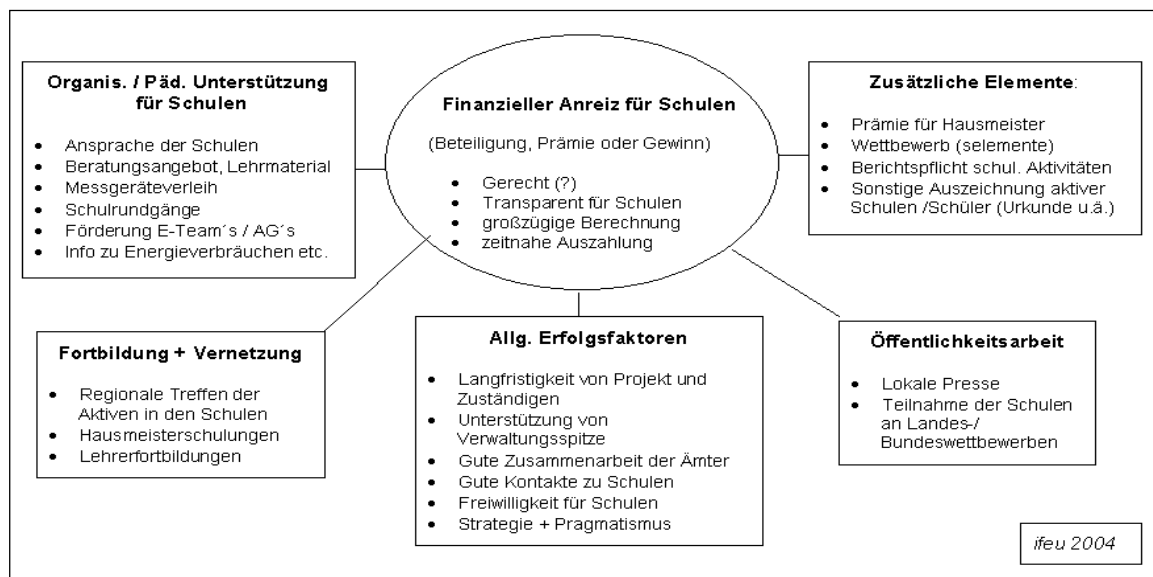 Organis. / Päd. Unterstützung
für Schulen
• Ansprache der Schulen
• Beratungsangebot, Lehrmaterial
• Messgeräteverleih
• Schulrundgänge
• Förderung E-Team´s / AG´s
• Info zu Energieverbräuchen etc.
Finanzieller Anreiz für Schulen
(Beteiligung, Prämie oder Gewinn)
• Gerecht (?)
• Transparent für Schulen
• großzügige Berechnung
• zeitnahe Auszahlung
Zusätzliche Elemente:
• Prämie für Hausmeister
• Wettbewerb (selemente)
• Berichtspflicht schul. Aktivitäten
• Sonstige Auszeichnung aktiver
Schulen /Schüler (Urkunde u.ä.)
Fortbildung + Vernetzung
• Regionale Treffen der
Aktiven in den Schulen
• Hausmeisterschulungen
• Lehrerfortbildungen
Allg. Erfolgsfaktoren
• Langfristigkeit von Projekt und
Zuständigen
• Unterstützung von
Verwaltungsspitze
• Gute Zusammenarbeit der Ämter
• Gute Kontakte zu Schulen
• Freiwilligkeit für Schulen
• Strategie + Pragmatismus
Öffentlichkeitsarbeit
• Lokale Presse
• Teilnahme der Schulen
an Landes-/
Bundeswettbewerben
ifeu 2004